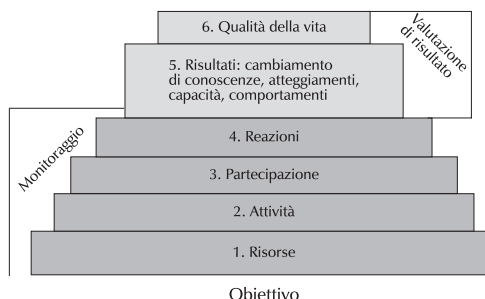 6. Qualità della vita
Valutazione
di risultato
5. Risultati: cambiamento
di conoscenze, atteggiamenti,
capacità, comportamenti
Monitoraggio
4. Reazioni
3. Partecipazione
2. Attività
1. Risorse
Obiettivo